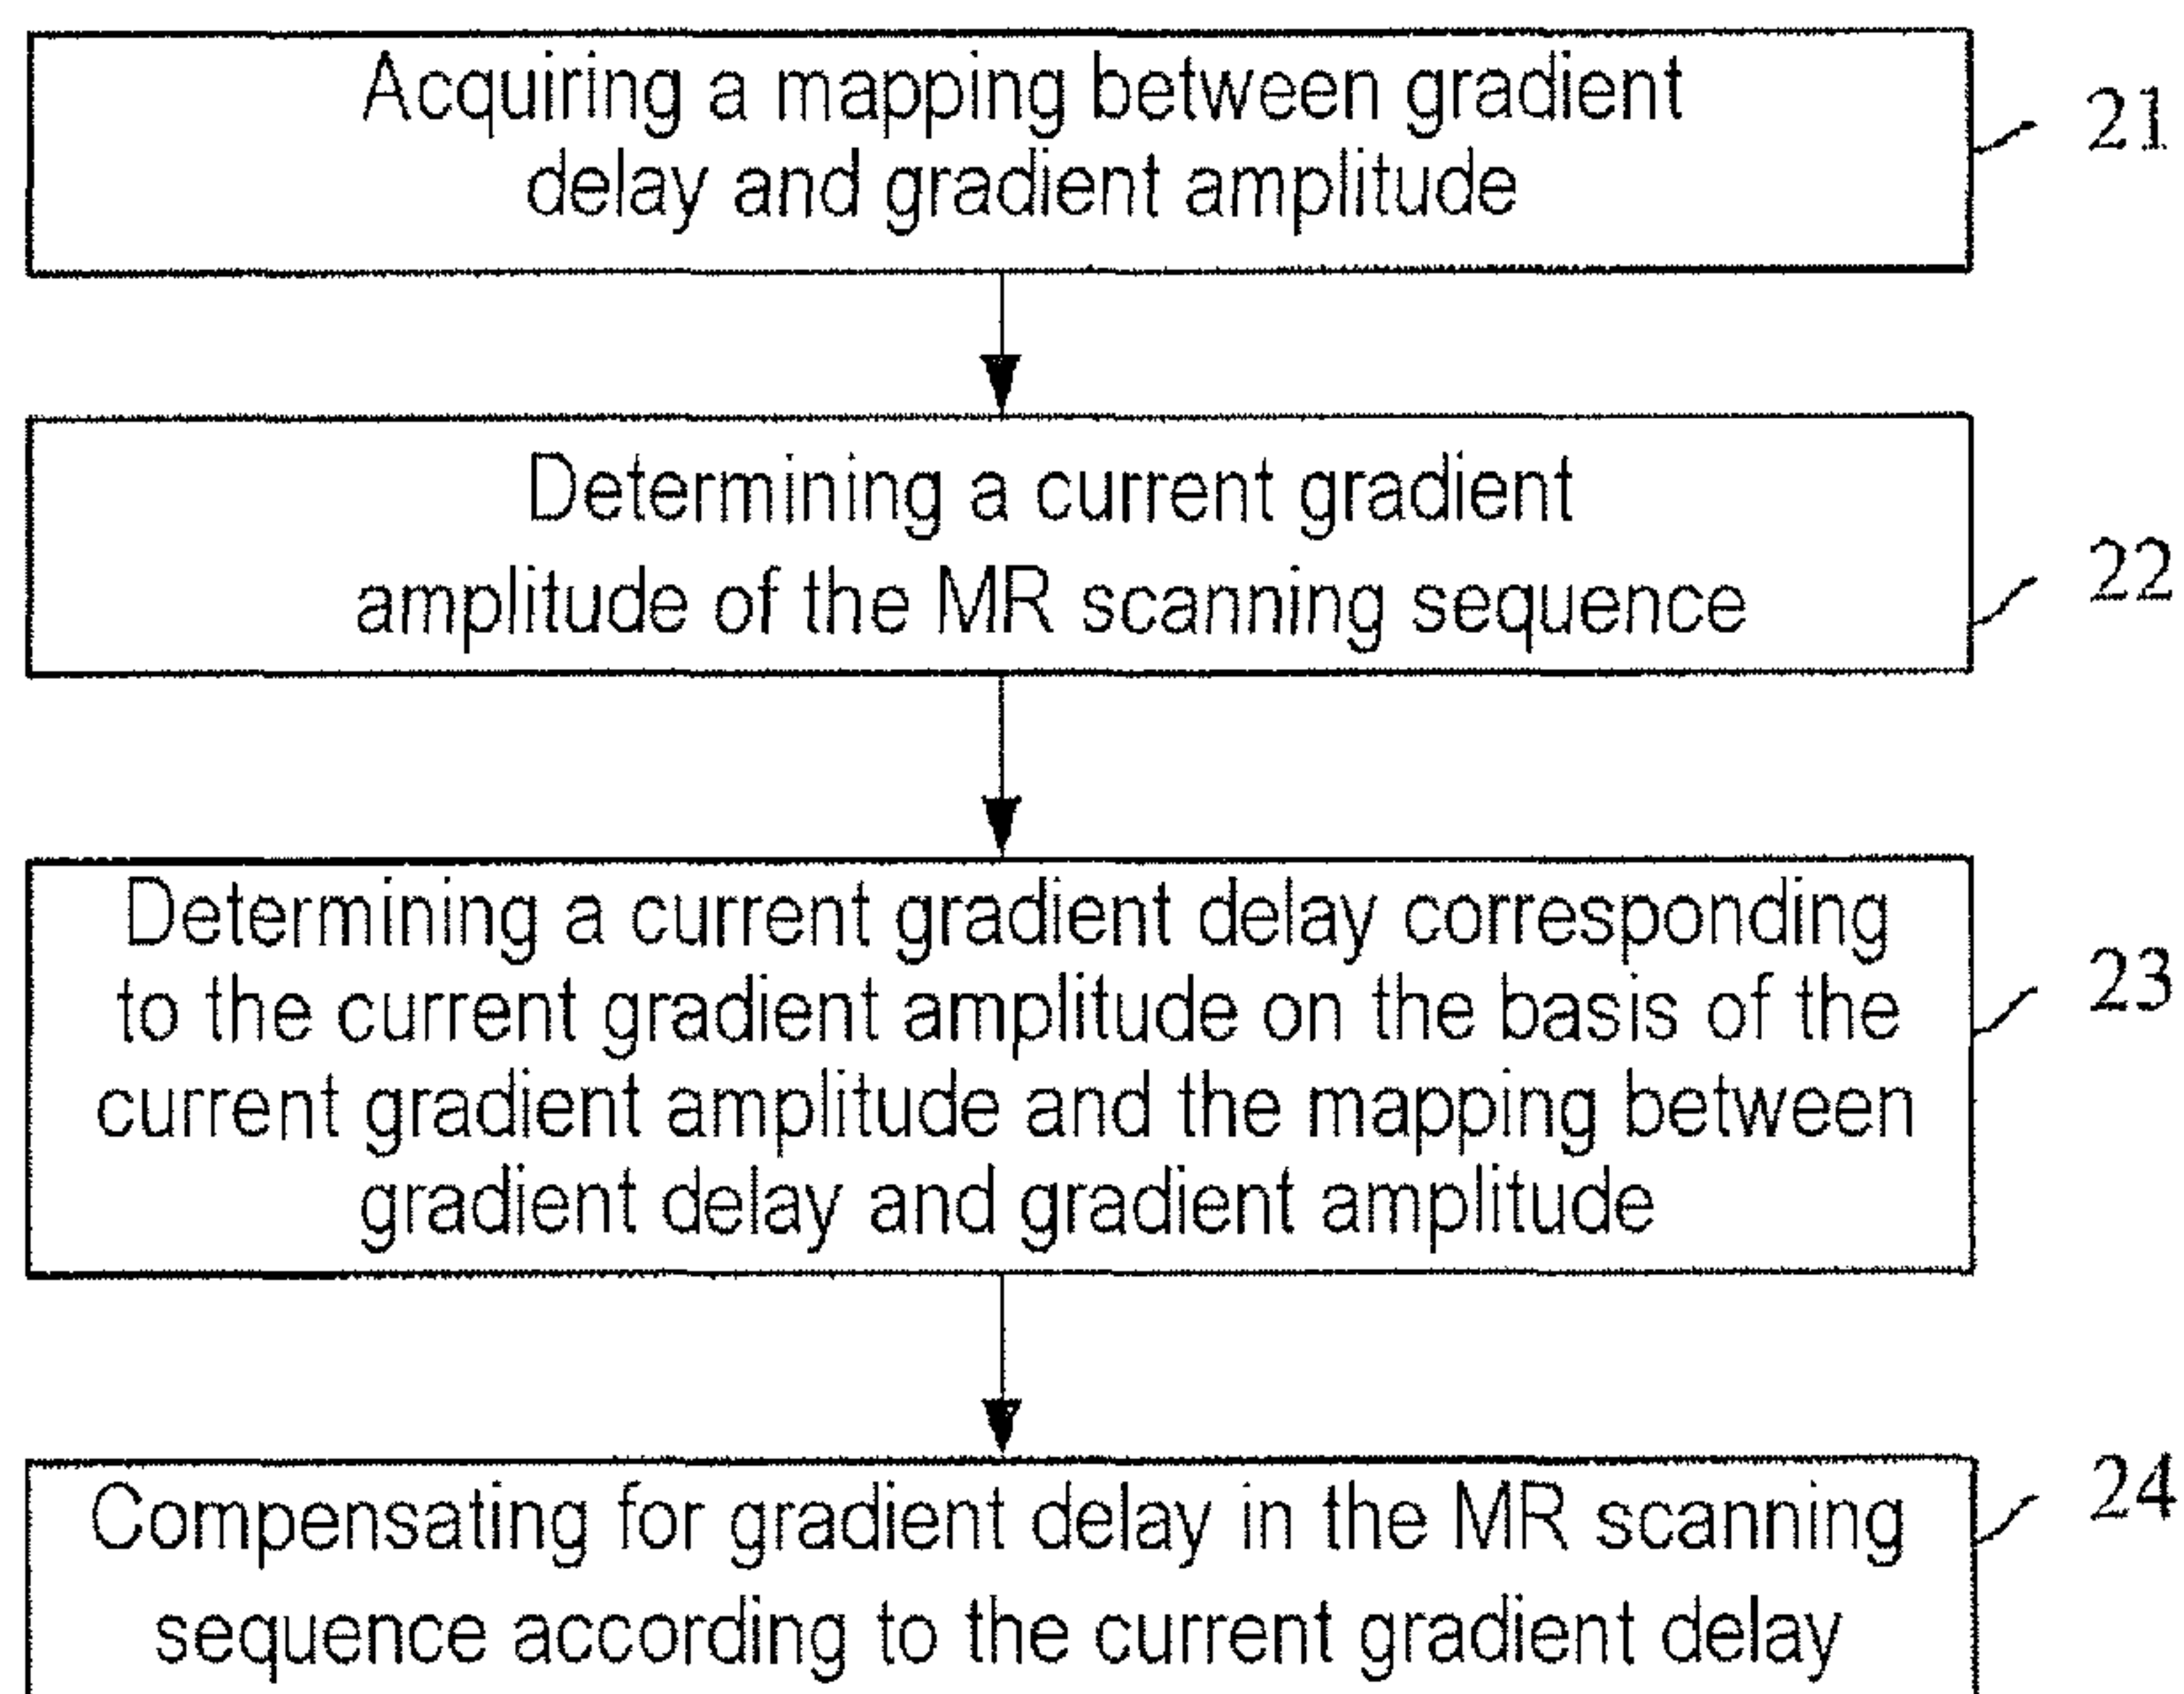 Acquiring a mapping between gradient
delay and gradient amplitude
21
Determining a current gradient
amplitude of the MR scanning sequence
22
Determining a current gradient delay corresponding
to the current gradient amplitude on the basis of the
current gradient amplitude and the mapping between
gradient delay and gradient amplitude
23
Compensating for gradient delay in the MR scanning
sequence according to the current gradient delay
24